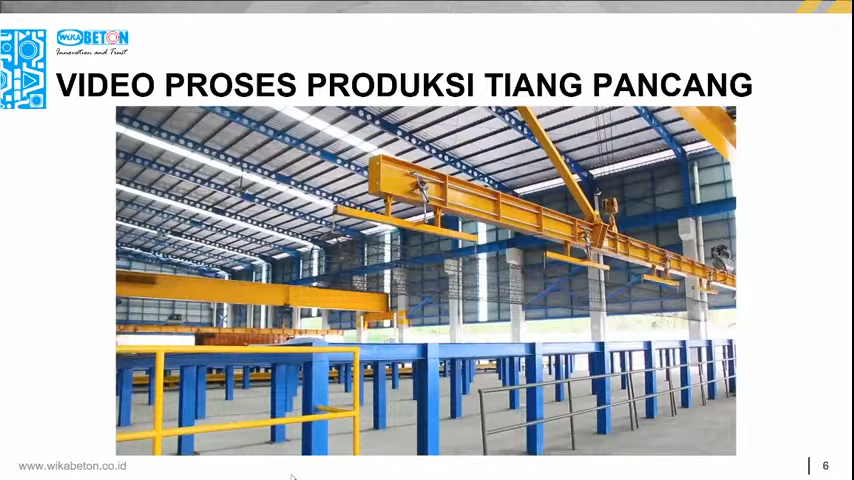 WIKA BETON
Innovation and Trust
VIDEO PROSES PRODUKSI TIANG PANCANG
www.wikabeton.co.id
6